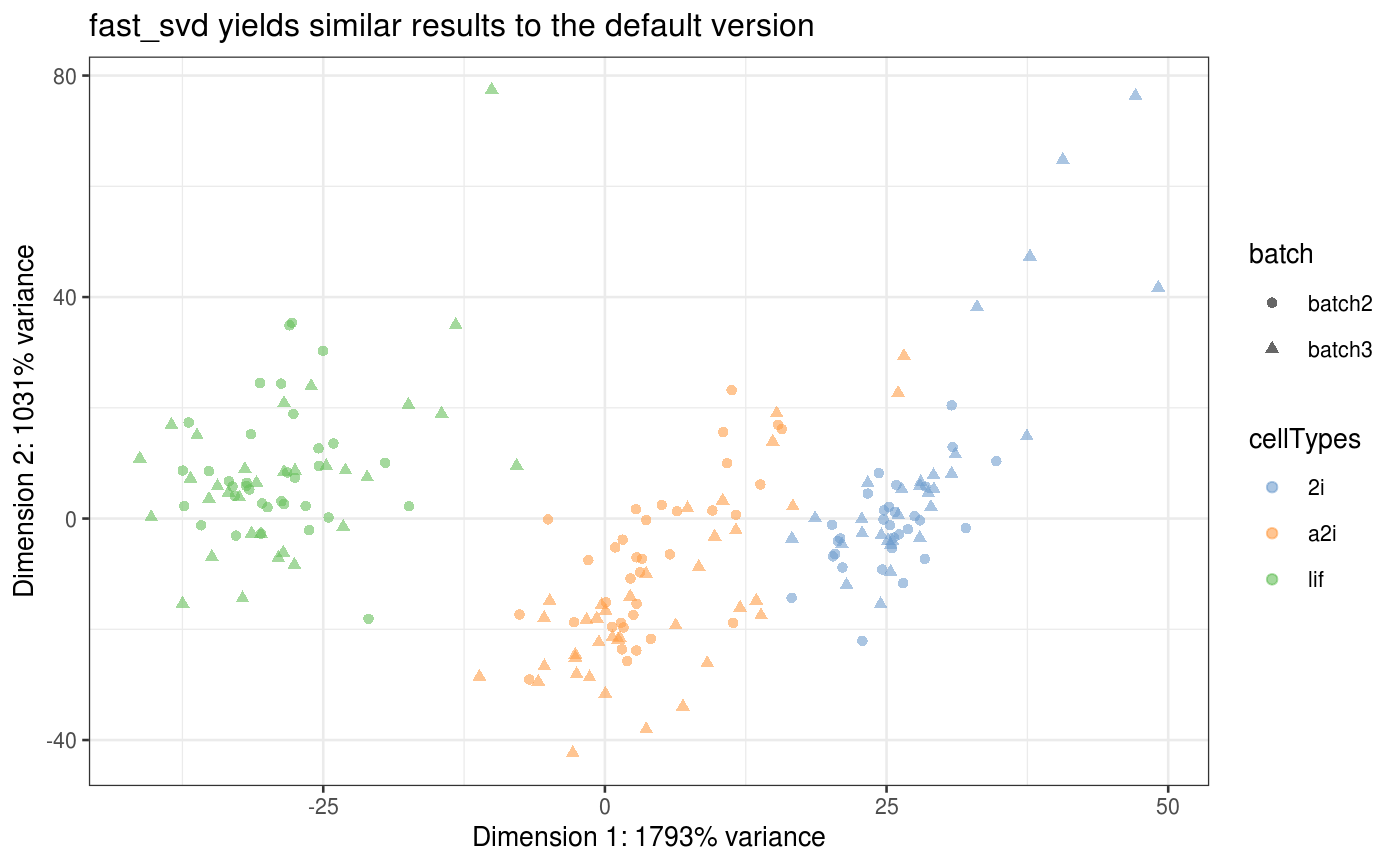 fast_svd yields similar results to the default version
80
40
0
-40
Dimension 2: 1031% variance
-25
0
25
50
Dimension 1: 1793% variance
batch
batch2
batch3
cellTypes
2i
a2i
lif